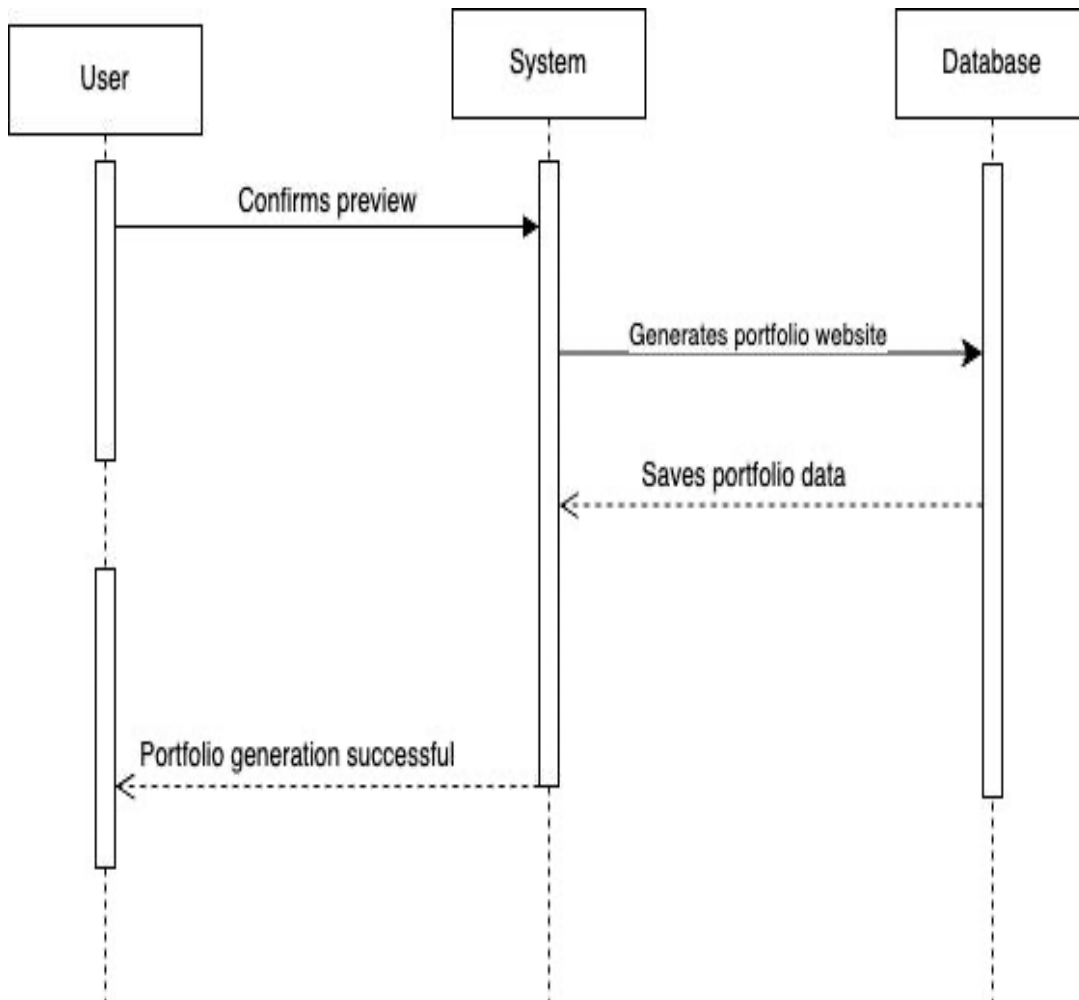 User
System
Database
Confirms preview
Generates portfolio website
Saves portfolio data
Portfolio generation successful